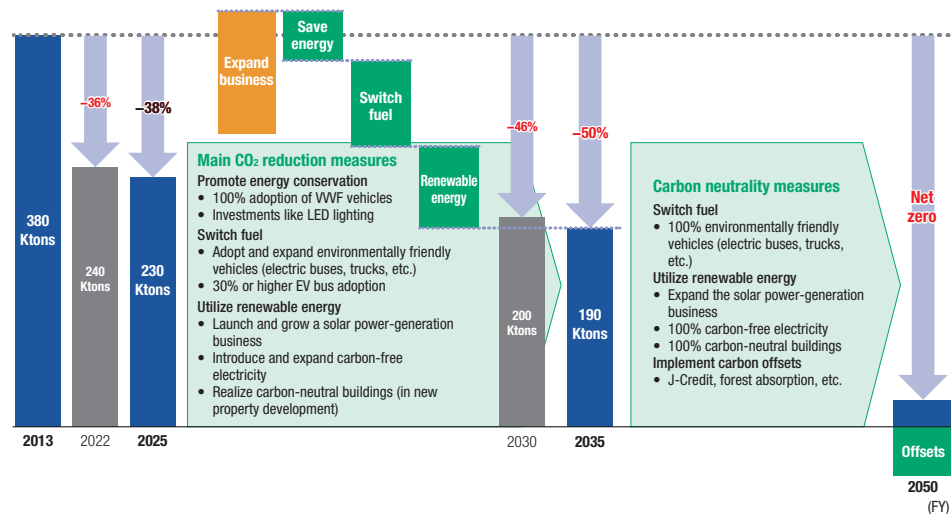 Save
energy
Expand
business
Switch
fuel
Renewable
energy
–36%
–38%
–46%
–50%
Net
zero
380
Ktons
240
Ktons
230
Ktons
Main CO₂ reduction measures
Promote energy conservation
• 100% adoption of VVVF vehicles
• Investments like LED lighting
Switch fuel
• Adopt and expand environmentally friendly
vehicles (electric buses, trucks, etc.)
• 30% or higher EV bus adoption
Utilize renewable energy
• Launch and grow a solar power-generation
business
• Introduce and expand carbon-free
electricity
• Realize carbon-neutral buildings (in new
property development)
200
Ktons
190
Ktons
Carbon neutrality measures
Switch fuel
• 100% environmentally friendly
vehicles (electric buses, trucks,
etc.)
Utilize renewable energy
• Expand the solar power-generation
business
• 100% carbon-free electricity
• 100% carbon-neutral buildings
Implement carbon offsets
• J-Credit, forest absorption, etc.
Offsets
2013
2022
2025
2030
2035
2050
(FY)